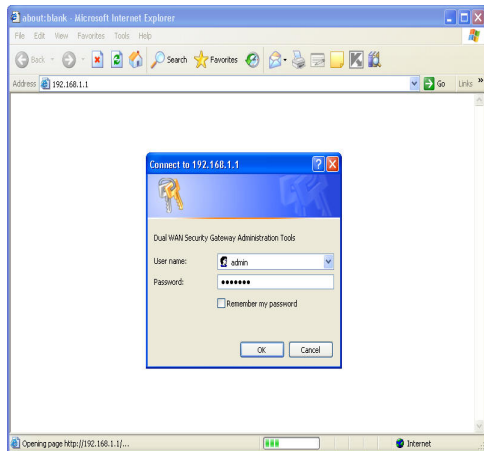 about:blank - Microsoft Internet Explorer
File Edit View Favorites Tools Help
Back Search Favorites
Address 192.168.1.1 Go Links »
Connect to 192.168.1.1
Dual WAN Security Gateway Administration Tools
User name: admin
Password: •••••••
Remember my password
OK Cancel
Opening page http://192.168.1.1/... Internet